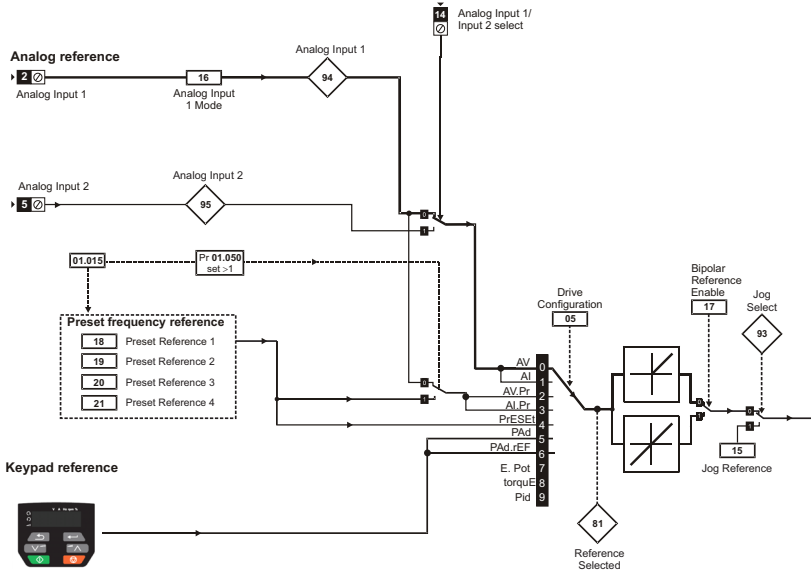 14
Analog Input 1/
Input 2 select
Analog reference
Analog Input 1
2
16
94
Analog Input 1
Analog Input
1 Mode
Analog Input 2
Analog Input 2
5
95
0
1
01.015
Pr 01.050
set >1
Preset frequency reference
18 Preset Reference 1
19 Preset Reference 2
20 Preset Reference 3
21 Preset Reference 4
0
1
Drive
Configuration
05
Bipolar
Reference
Enable
17
Jog
Select
93
AV 0
AI 1
AV.Pr 2
AI.Pr 3
PrESEt 4
PAd 5
PAd.rEF 6
E. Pot 7
torquE 8
Pid 9
0
1
0
1
15
Jog Reference
81
Reference
Selected
Keypad reference